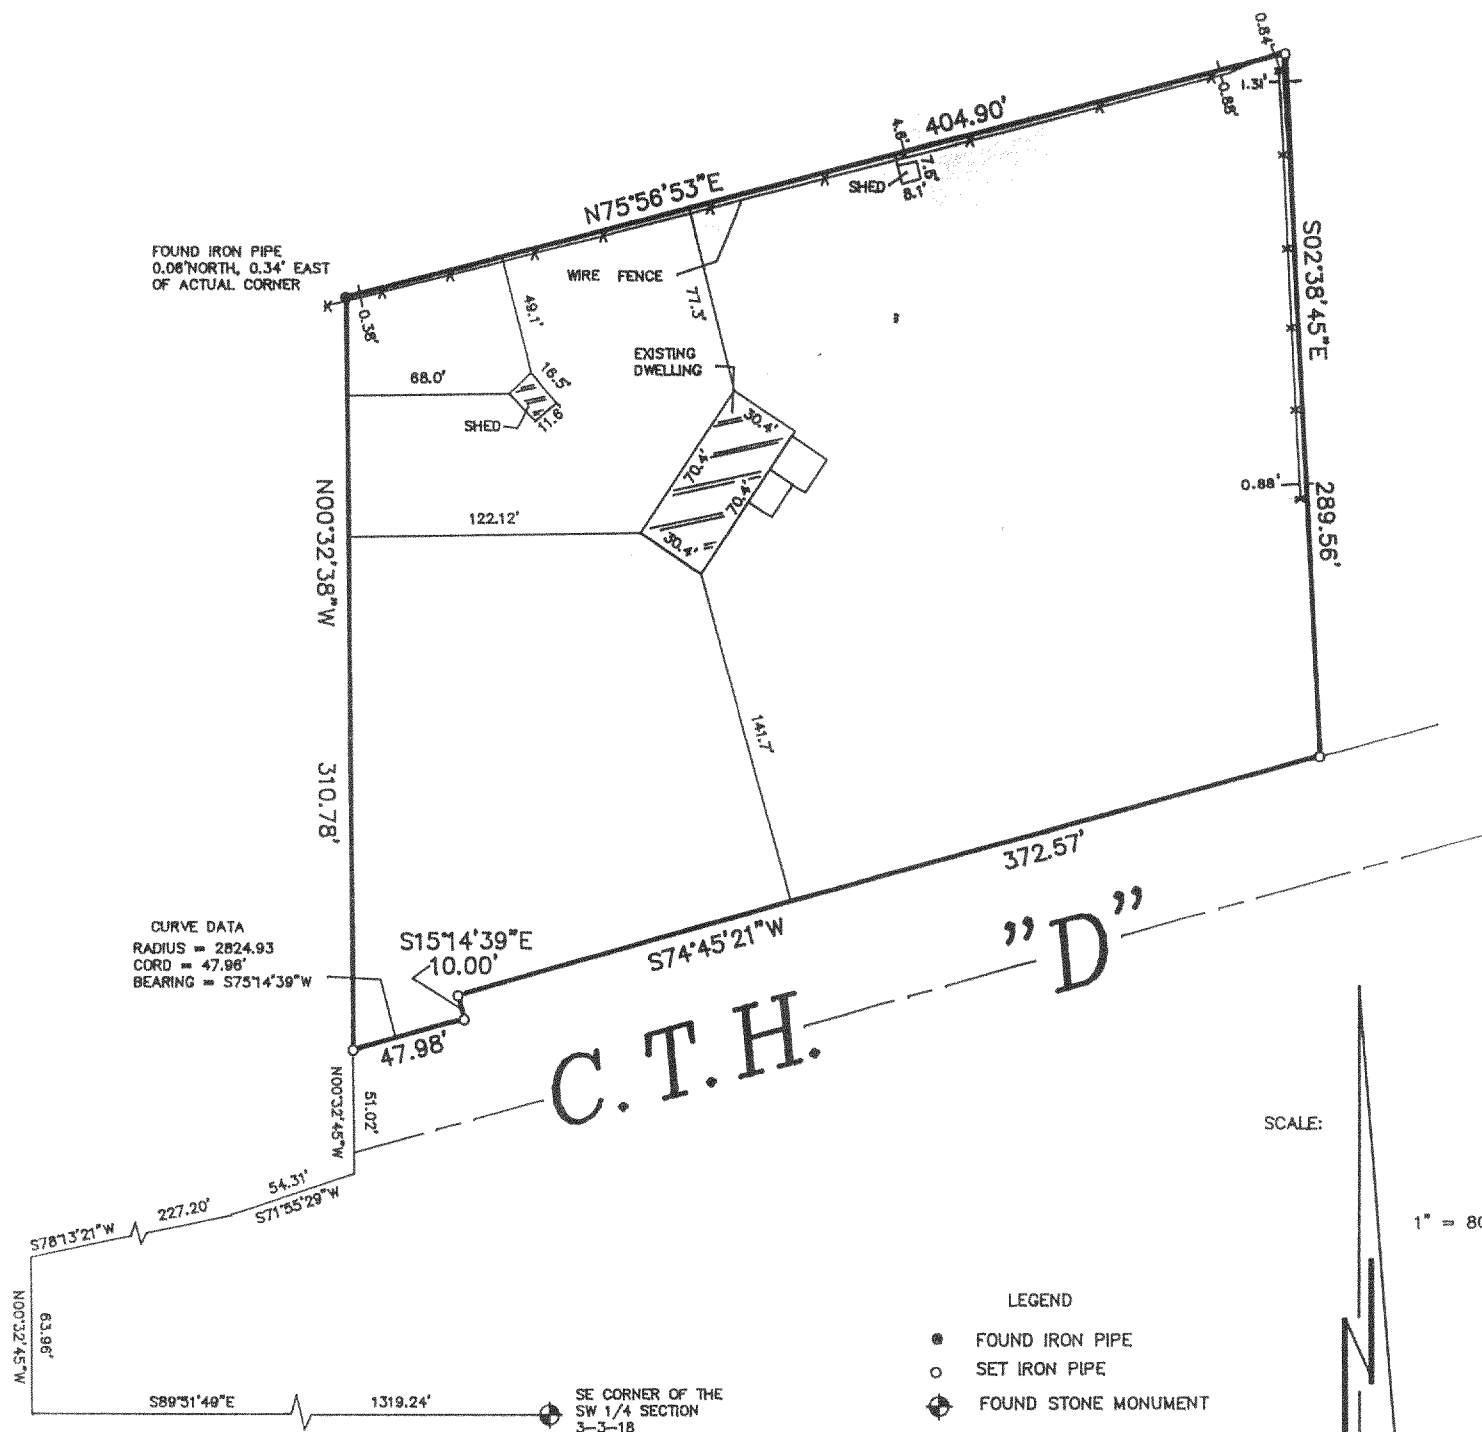 0.84'
1.31'
0.88'
404.90'
4.6'
7.5'
8.1'
SHED
N75°56'53"E
S02°38'45"E
FOUND IRON PIPE
0.06'NORTH, 0.34' EAST
OF ACTUAL CORNER
WIRE FENCE
0.38'
49.1'
77.3'
EXISTING
DWELLING
68.0'
16.5'
11.6'
SHED
30.4'
70.4'
70.4'
30.4'
0.88'
289.56'
122.12'
N00°32'38"W
141.7'
310.78'
372.57'
CURVE DATA
RADIUS = 2824.93
CORD = 47.96'
BEARING = S75°14'39"W
S15°14'39"E
10.00'
S74°45'21"W
47.98'
C.T.H. "D"
N00°32'45"W
51.02'
SCALE:
1" = 80
54.31'
S71°55'29"W
227.20'
S78°13'21"W
N00°32'45"W
63.96'
S89°51'49"E
1319.24'
SE CORNER OF THE
SW 1/4 SECTION
3-3-18
LEGEND
FOUND IRON PIPE
SET IRON PIPE
FOUND STONE MONUMENT
N